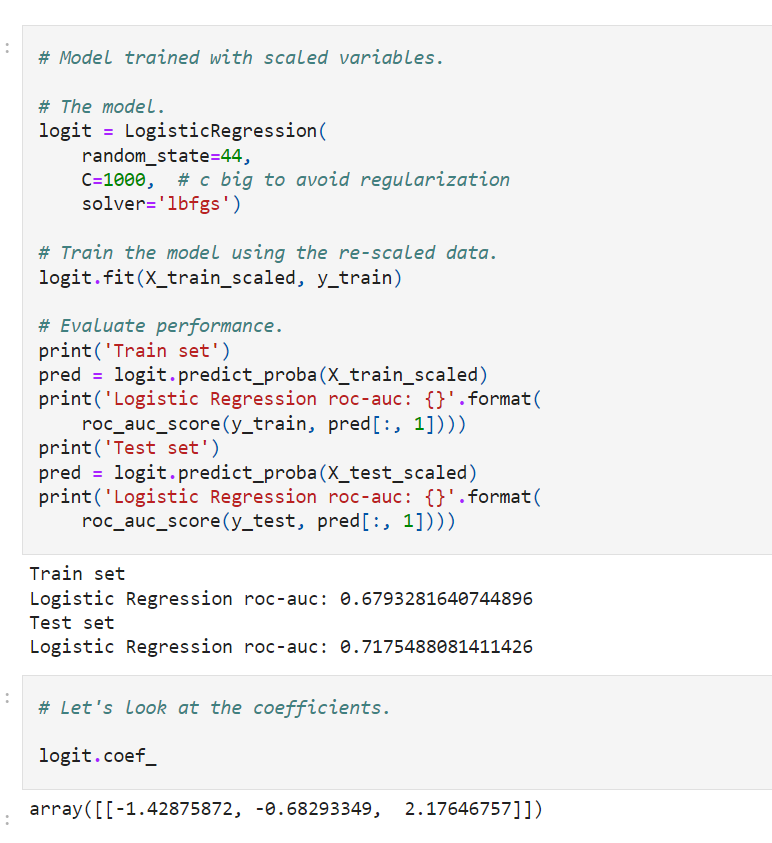 # Model trained with scaled variables.
# The model.
logit = LogisticRegression(
    random_state=44,
    C=1000,  # c big to avoid regularization
    solver='lbfgs')
# Train the model using the re-scaled data.
logit.fit(X_train_scaled, y_train)
# Evaluate performance.
print('Train set')
pred = logit.predict_proba(X_train_scaled)
print('Logistic Regression roc-auc: {}'.format(
    roc_auc_score(y_train, pred[:, 1])))
print('Test set')
pred = logit.predict_proba(X_test_scaled)
print('Logistic Regression roc-auc: {}'.format(
    roc_auc_score(y_test, pred[:, 1])))
Train set
Logistic Regression roc-auc: 0.6793281640744896
Test set
Logistic Regression roc-auc: 0.7175488081411426
# Let's look at the coefficients.
logit.coef_
array([[-1.42875872, -0.68293349,  2.17646757]])